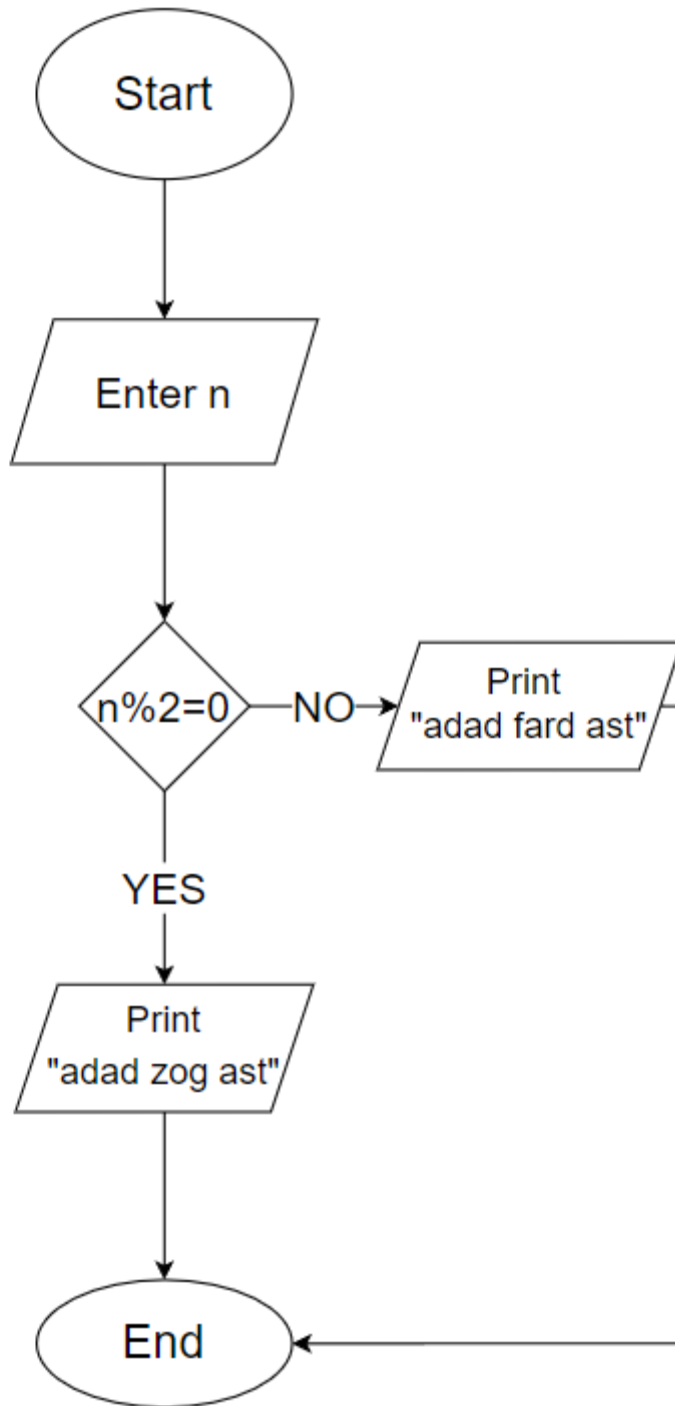 Start
Enter n
n%2=0
NO
Print
"adad fard ast"
YES
Print
"adad zog ast"
End